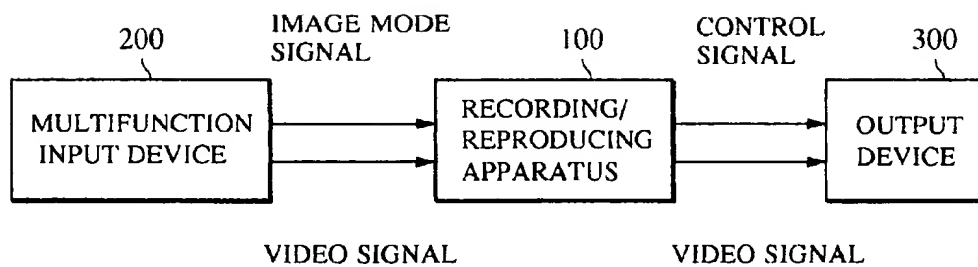 200
IMAGE MODE
SIGNAL
100
CONTROL
SIGNAL
300
MULTIFUNCTION
INPUT DEVICE
RECORDING/
REPRODUCING
APPARATUS
OUTPUT
DEVICE
VIDEO SIGNAL
VIDEO SIGNAL